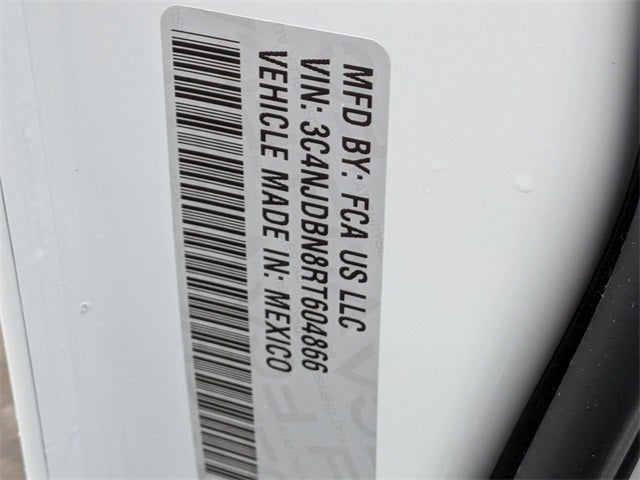 MFD BY: FCA US LLC
VIN: 3C4NJDBN8RT604866
VEHICLE MADE IN: MEXICO